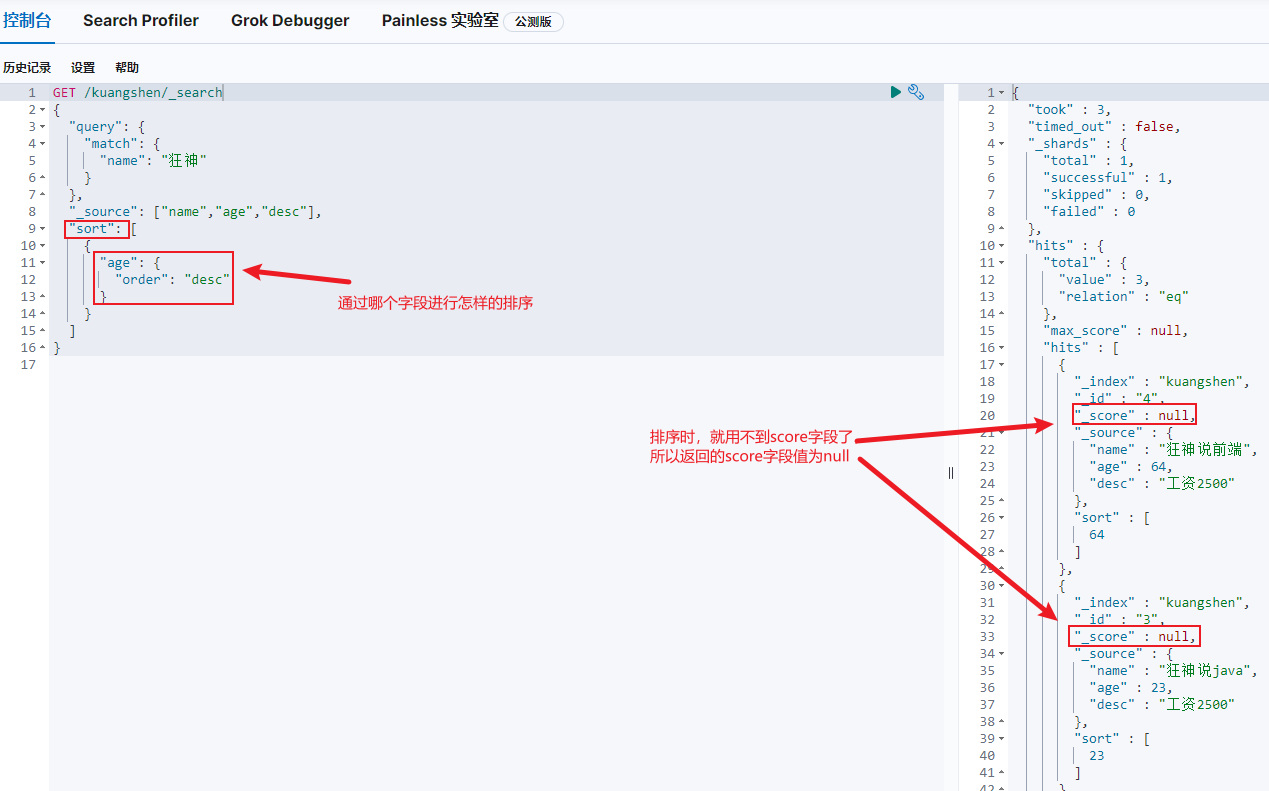 控制台 Search Profiler Grok Debugger Painless 实验室 公测版
历史记录 设置 帮助
1 GET /kuangshen/_search
2 {
3 "query": {
4 "match": {
5 "name": "狂神"
6 }
7 },
8 "_source": ["name","age","desc"],
9 "sort": [
10 {
11 "age": {
12 "order": "desc"
13 }
14 }
15 ]
16 }
17
通过哪个字段进行怎样的排序
排序时，就用不到score字段了
所以返回的score字段值为null
1 {
2 "took" : 3,
3 "timed_out" : false,
4 "_shards" : {
5 "total" : 1,
6 "successful" : 1,
7 "skipped" : 0,
8 "failed" : 0
9 },
10 "hits" : {
11 "total" : {
12 "value" : 3,
13 "relation" : "eq"
14 },
15 "max_score" : null,
16 "hits" : [
17 {
18 "_index" : "kuangshen",
19 "_id" : "4",
20 "_score" : null,
21 "_source" : {
22 "name" : "狂神说前端",
23 "age" : 64,
24 "desc" : "工资2500"
25 },
26 "sort" : [
27 64
28 ]
29 },
30 {
31 "_index" : "kuangshen",
32 "_id" : "3",
33 "_score" : null,
34 "_source" : {
35 "name" : "狂神说java",
36 "age" : 23,
37 "desc" : "工资2500"
38 },
39 "sort" : [
40 23
41 ]
42 }